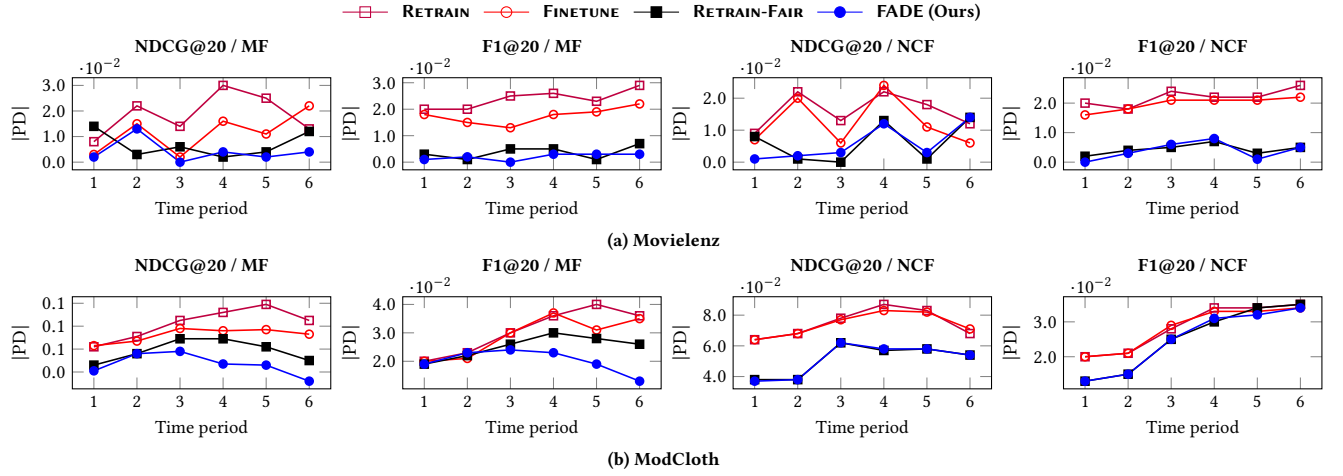 RETRAIN FINETUNE RETRAIN-FAIR FADE (Ours)
NDCG@20 / MF F1@20 / MF NDCG@20 / NCF F1@20 / NCF
·10⁻² ·10⁻² ·10⁻² ·10⁻²
|PD| |PD| |PD| |PD|
3.0 3.0
2.0 2.0 2.0 2.0
1.0 1.0 1.0 1.0
0.0 0.0 0.0 0.0
1 2 3 4 5 6 1 2 3 4 5 6 1 2 3 4 5 6 1 2 3 4 5 6
Time period Time period Time period Time period
(a) Movielenz
NDCG@20 / MF F1@20 / MF NDCG@20 / NCF F1@20 / NCF
·10⁻² ·10⁻² ·10⁻²
|PD| |PD| |PD| |PD|
0.1 4.0 8.0
0.1 3.0 6.0 3.0
0.1 2.0 4.0 2.0
0.0
1 2 3 4 5 6 1 2 3 4 5 6 1 2 3 4 5 6 1 2 3 4 5 6
Time period Time period Time period Time period
(b) ModCloth